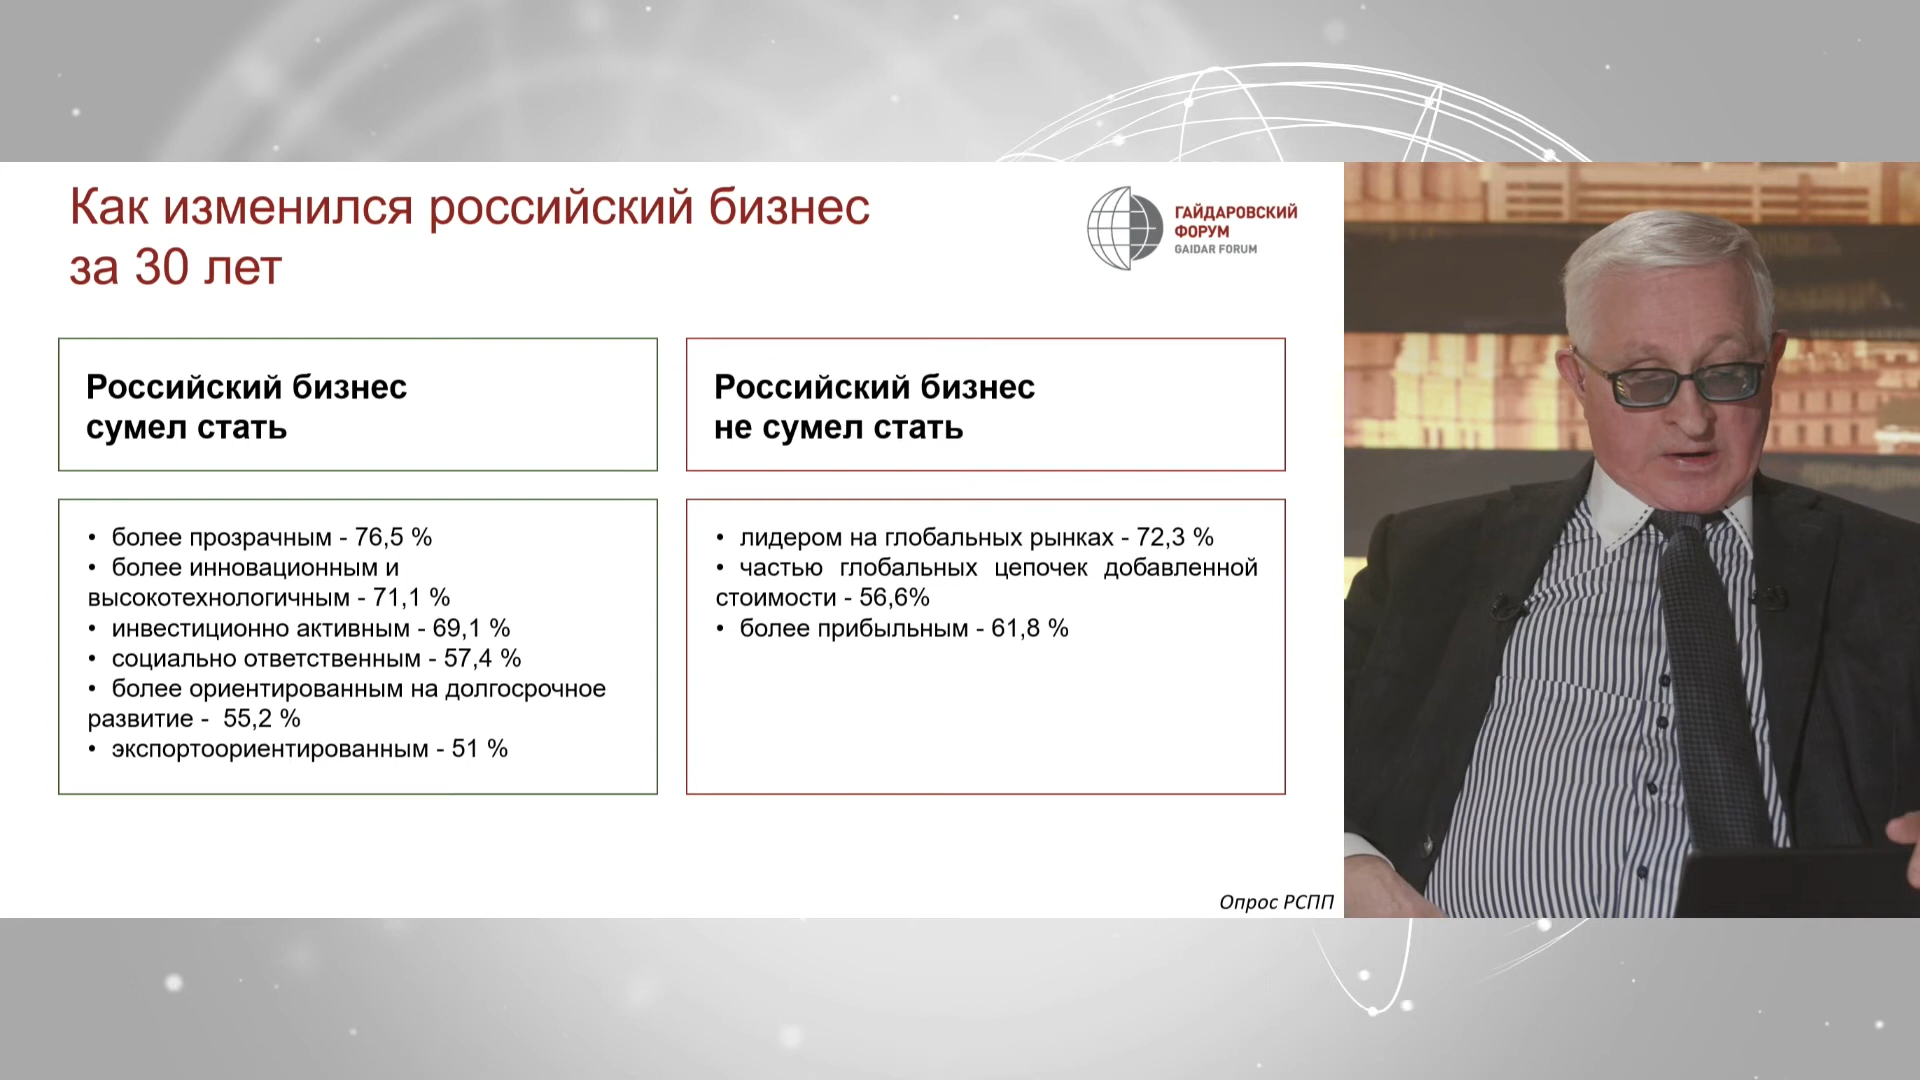 Как изменился российский бизнес
за 30 лет
ГАЙДАРОВСКИЙ
ФОРУМ
GAIDAR FORUM
Российский бизнес
сумел стать
Российский бизнес
не сумел стать
• более прозрачным - 76,5 %
• более инновационным и
высокотехнологичным - 71,1 %
• инвестиционно активным - 69,1 %
• социально ответственным - 57,4 %
• более ориентированным на долгосрочное
развитие - 55,2 %
• экспортоориентированным - 51 %
• лидером на глобальных рынках - 72,3 %
• частью глобальных цепочек добавленной
стоимости - 56,6%
• более прибыльным - 61,8 %
Опрос РСПП